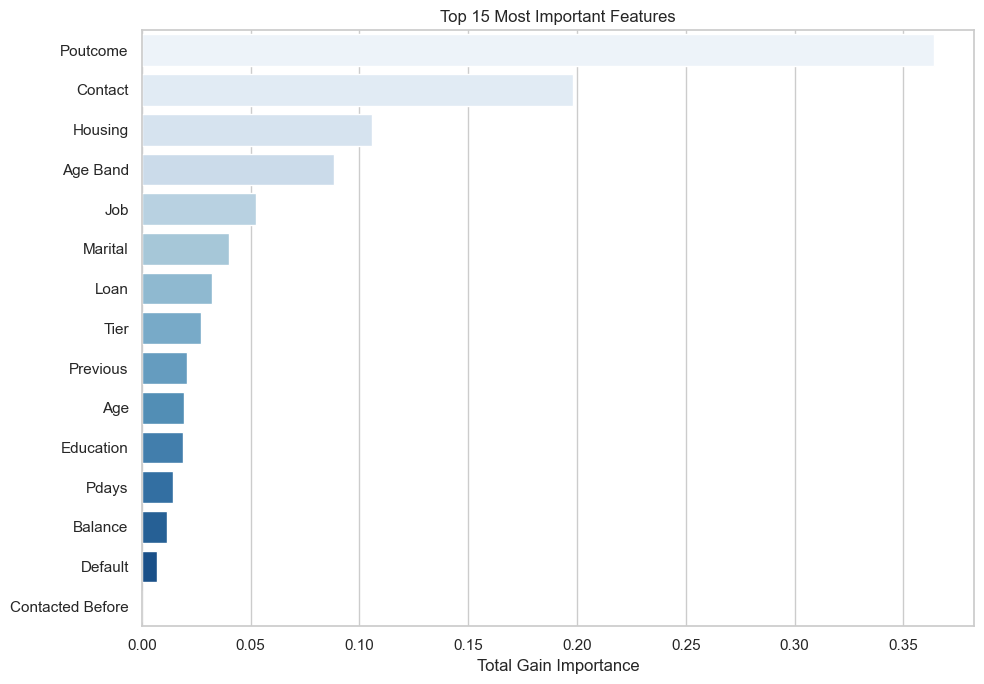 Top 15 Most Important Features
Poutcome
Contact
Housing
Age Band
Job
Marital
Loan
Tier
Previous
Age
Education
Pdays
Balance
Default
Contacted Before
0.00 0.05 0.10 0.15 0.20 0.25 0.30 0.35
Total Gain Importance